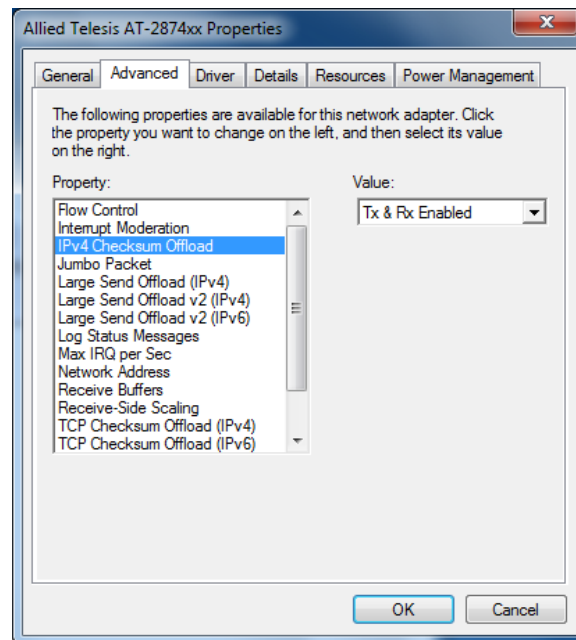 Allied Telesis AT-2874xx Properties
General Advanced Driver Details Resources Power Management
The following properties are available for this network adapter. Click
the property you want to change on the left, and then select its value
on the right.
Property:
Value:
Flow Control
Interrupt Moderation
IPv4 Checksum Offload
Jumbo Packet
Large Send Offload (IPv4)
Large Send Offload v2 (IPv4)
Large Send Offload v2 (IPv6)
Log Status Messages
Max IRQ per Sec
Network Address
Receive Buffers
Receive-Side Scaling
TCP Checksum Offload (IPv4)
TCP Checksum Offload (IPv6)
Tx & Rx Enabled
OK Cancel